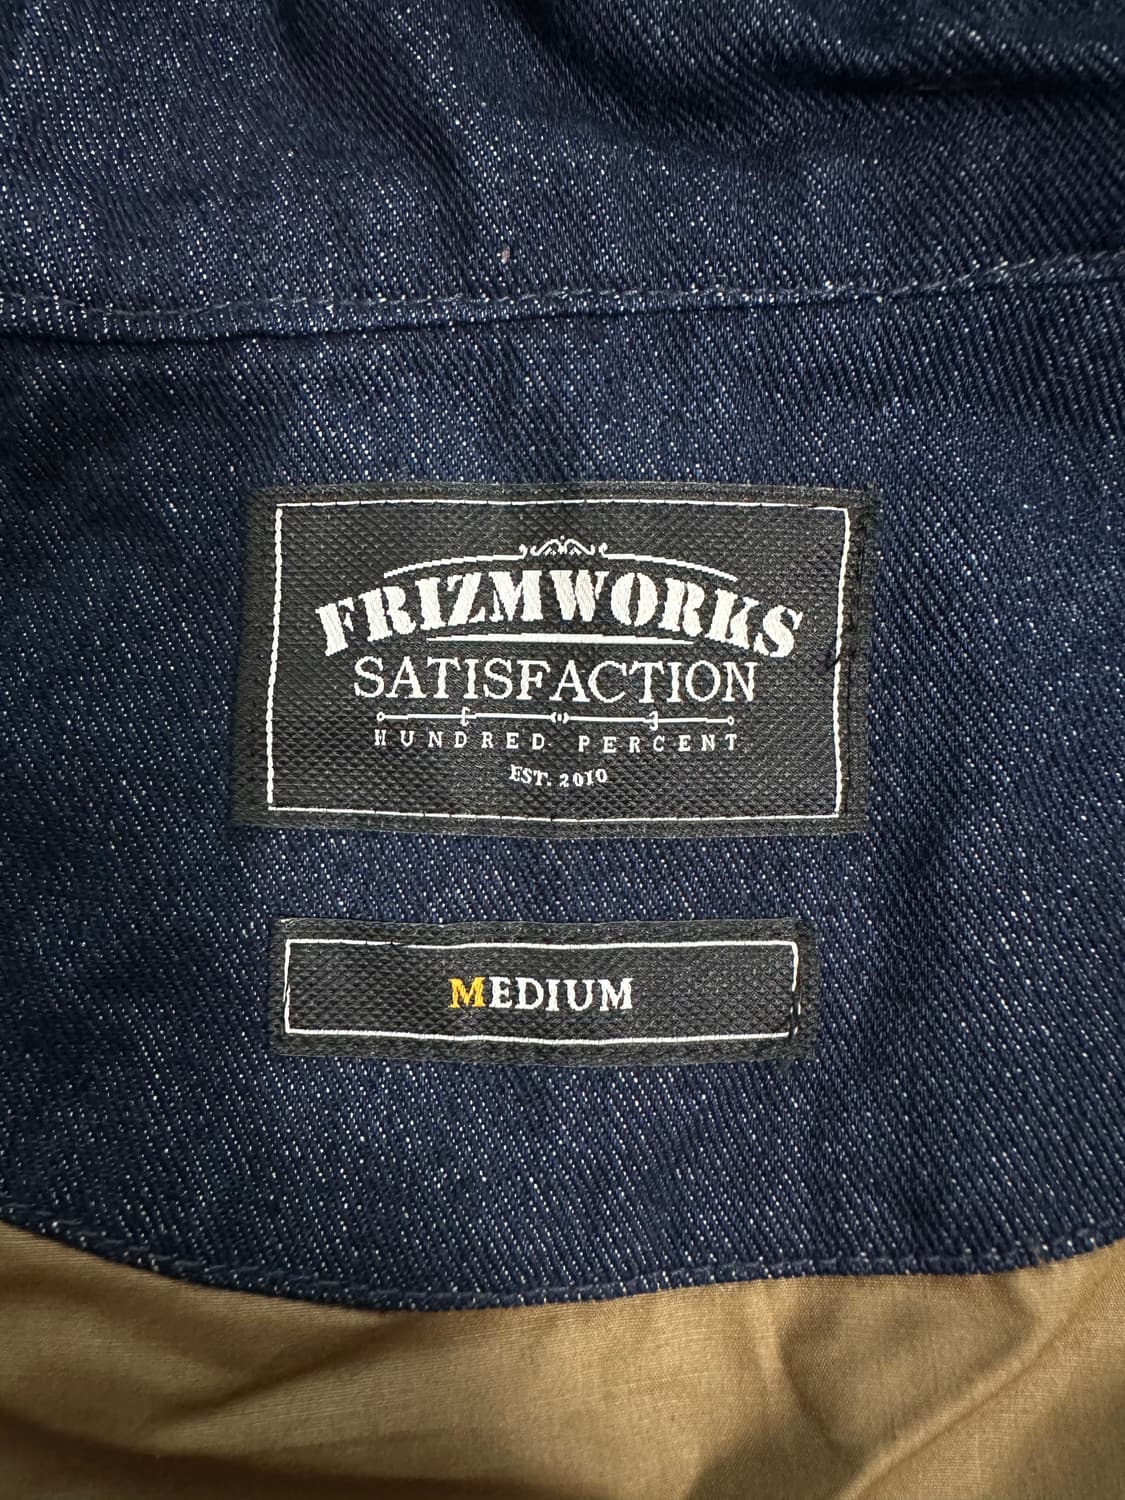 FRIZMWORKS
SATISFACTION
HUNDRED PERCENT
EST. 2010
MEDIUM